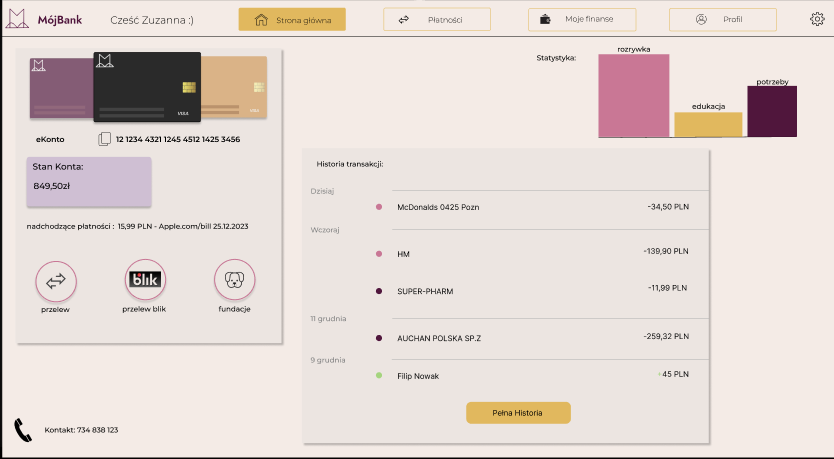 MójBank
Cześć Zuzanna :)
Strona główna
Płatności
Moje finanse
Profil
VISA
VISA
eKonto
12 1234 4321 1245 4512 1425 3456
Stan Konta:
849,50zł
nadchodzące płatności : 15,99 PLN - Apple.com/bill 25.12.2023
blik
przelew
przelew blik
fundacje
Kontakt: 734 838 123
Statystyka:
rozrywka
edukacja
potrzeby
Historia transakcji:
Dzisiaj
McDonalds 0425 Pozn -34,50 PLN
Wczoraj
HM -139,90 PLN
SUPER-PHARM -11,99 PLN
11 grudnia
AUCHAN POLSKA SP.Z -259,32 PLN
9 grudnia
Filip Nowak 45 PLN
Pełna Historia